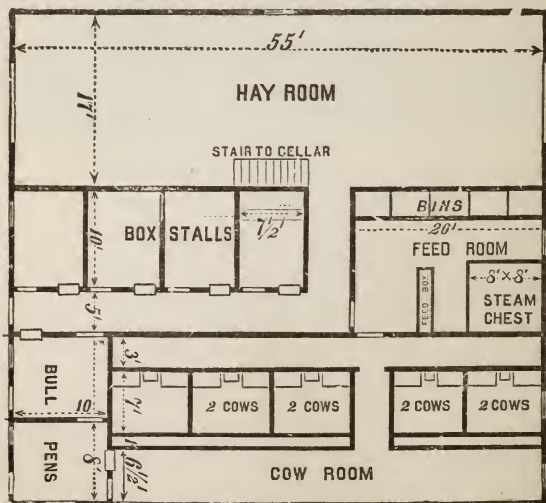 55'
17'
HAY ROOM
STAIR TO CELLAR
10'
BOX STALLS
7½'
BINS
20'
FEED ROOM
8' × 8'
STEAM
CHEST
FEED BOX
5'
3'
BULL
10
7'
2 COWS
2 COWS
2 COWS
2 COWS
PENS
8'
6½'
COW ROOM